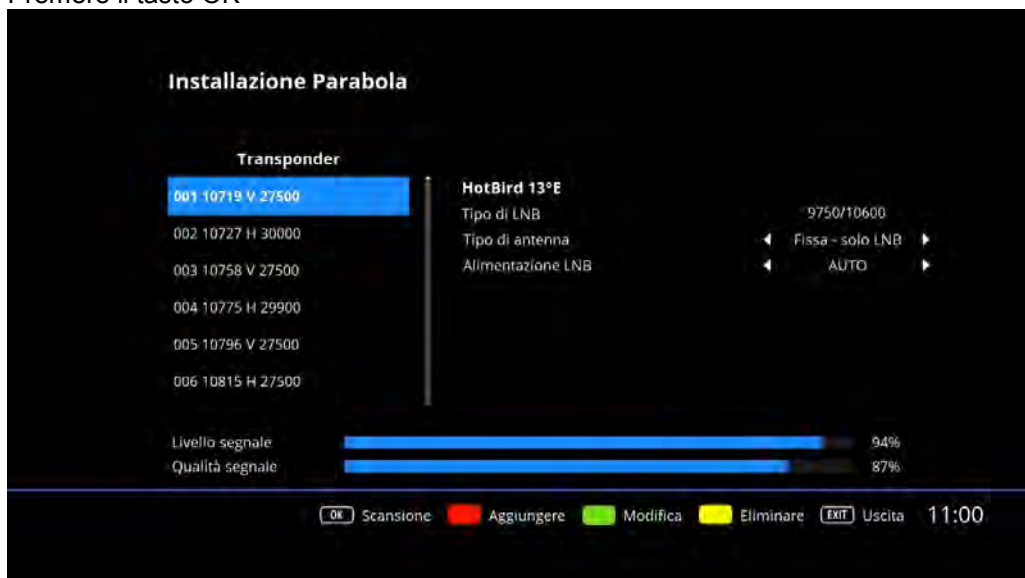 Premere il tasto OK
Installazione Parabola
Transponder
001 10719 V 27500
002 10727 H 30000
003 10758 V 27500
004 10775 H 29900
005 10796 V 27500
006 10815 H 27500
HotBird 13°E
Tipo di LNB 9750/10600
Tipo di antenna Fissa - solo LNB
Alimentazione LNB AUTO
Livello segnale 94%
Qualità segnale 87%
OK Scansione Aggiungere Modifica Eliminare EXIT Uscita 11:00